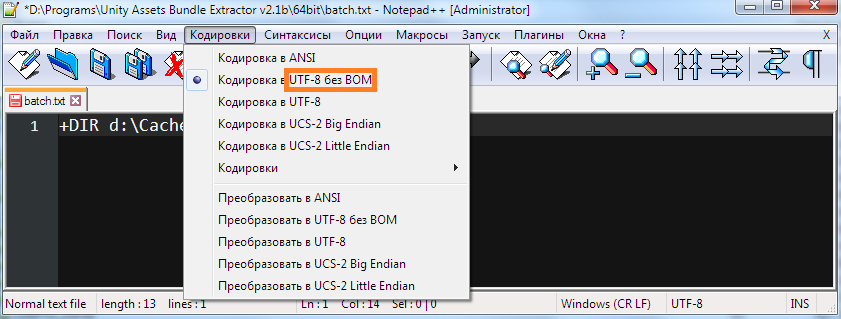 *D:\Programs\Unity Assets Bundle Extractor v2.1b\64bit\batch.txt - Notepad++ [Administrator]
Файл Правка Поиск Вид Кодировки Синтаксисы Опции Макросы Запуск Плагины Окна ? X
Кодировка в ANSI
Кодировка в UTF-8 без BOM
Кодировка в UTF-8
Кодировка в UCS-2 Big Endian
Кодировка в UCS-2 Little Endian
Кодировки
Преобразовать в ANSI
Преобразовать в UTF-8 без BOM
Преобразовать в UTF-8
Преобразовать в UCS-2 Big Endian
Преобразовать в UCS-2 Little Endian
batch.txt
1 +DIR d:\Cache
Normal text file length : 13 lines : 1 Ln : 1 Col : 14 Sel : 0 | 0 Windows (CR LF) UTF-8 INS